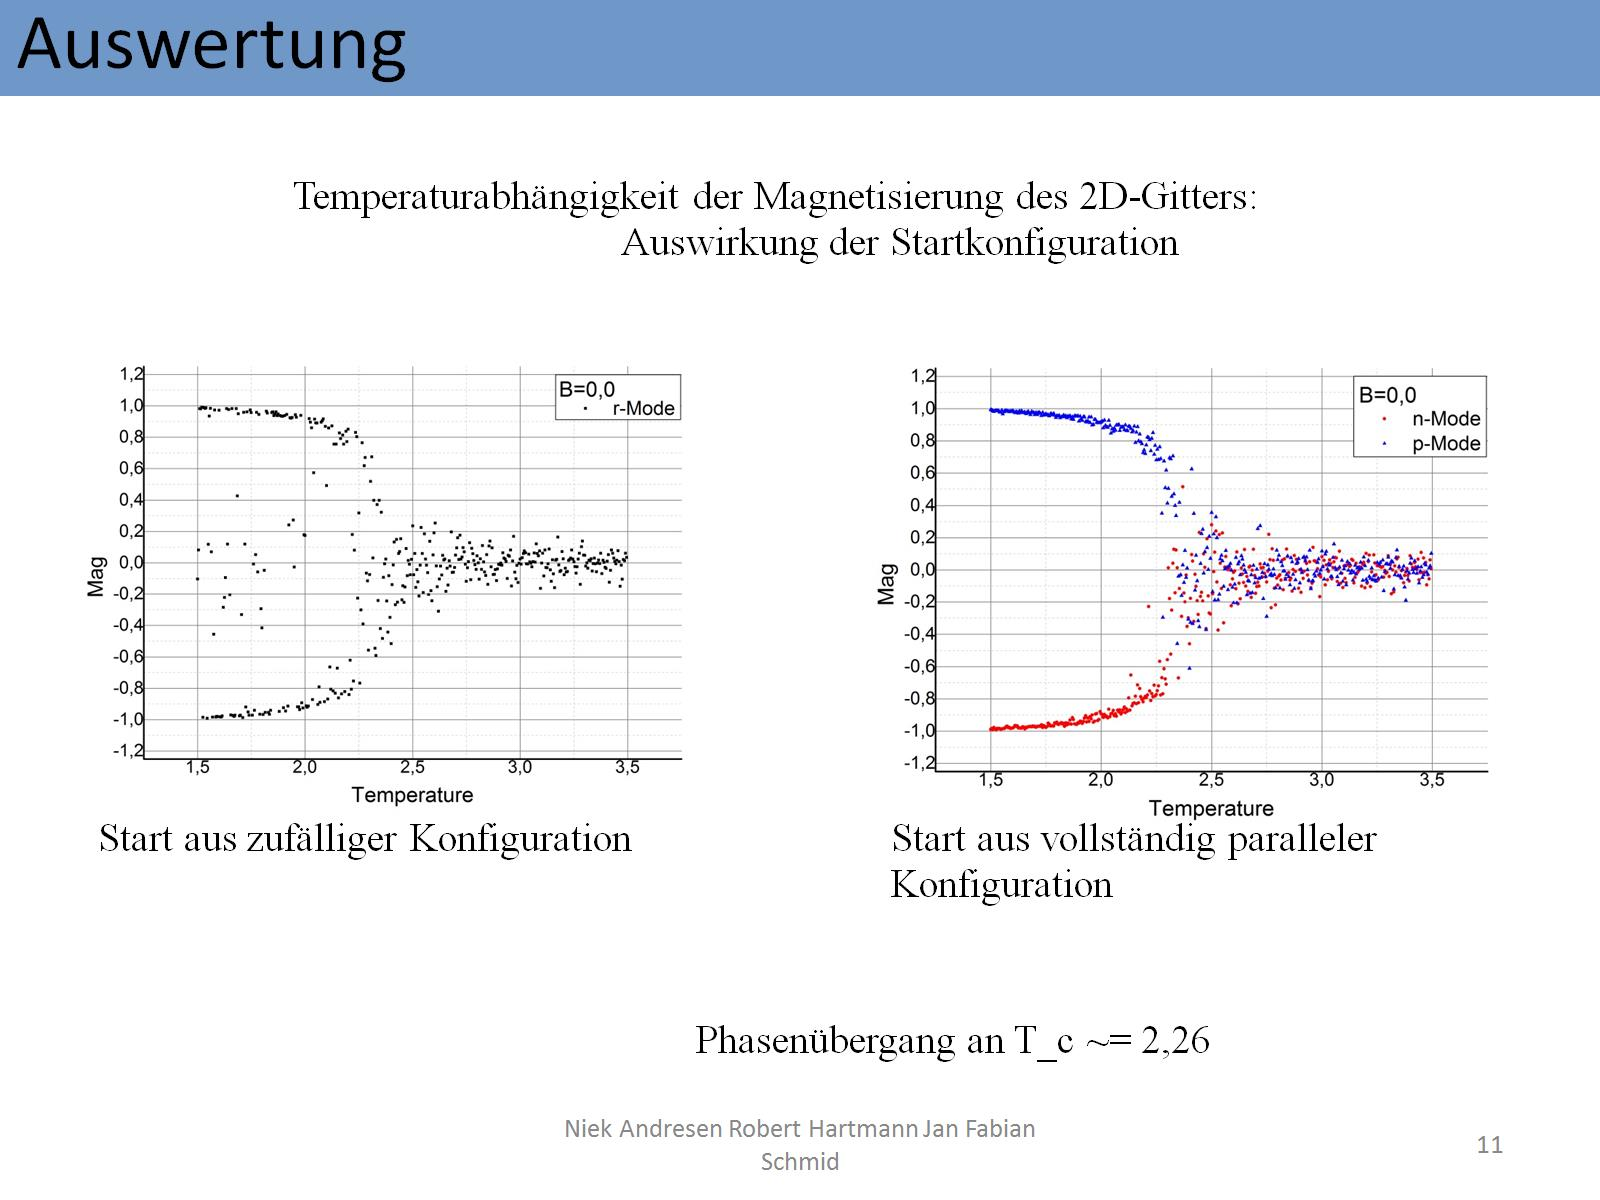 Auswertung
Temperaturabhängigkeit der Magnetisierung des 2D-Gitters:
Auswirkung der Startkonfiguration
1,2
1,0
0,8
0,6
0,4
0,2
0,0
-0,2
-0,4
-0,6
-0,8
-1,0
-1,2
Mag
B=0,0
r-Mode
1,5 2,0 2,5 3,0 3,5
Temperature
Start aus zufälliger Konfiguration
1,2
1,0
0,8
0,6
0,4
0,2
0,0
-0,2
-0,4
-0,6
-0,8
-1,0
-1,2
Mag
B=0,0
n-Mode
p-Mode
1,5 2,0 2,5 3,0 3,5
Temperature
Start aus vollständig paralleler
Konfiguration
Phasenübergang an T_c ~= 2,26
Niek Andresen Robert Hartmann Jan Fabian
Schmid
11